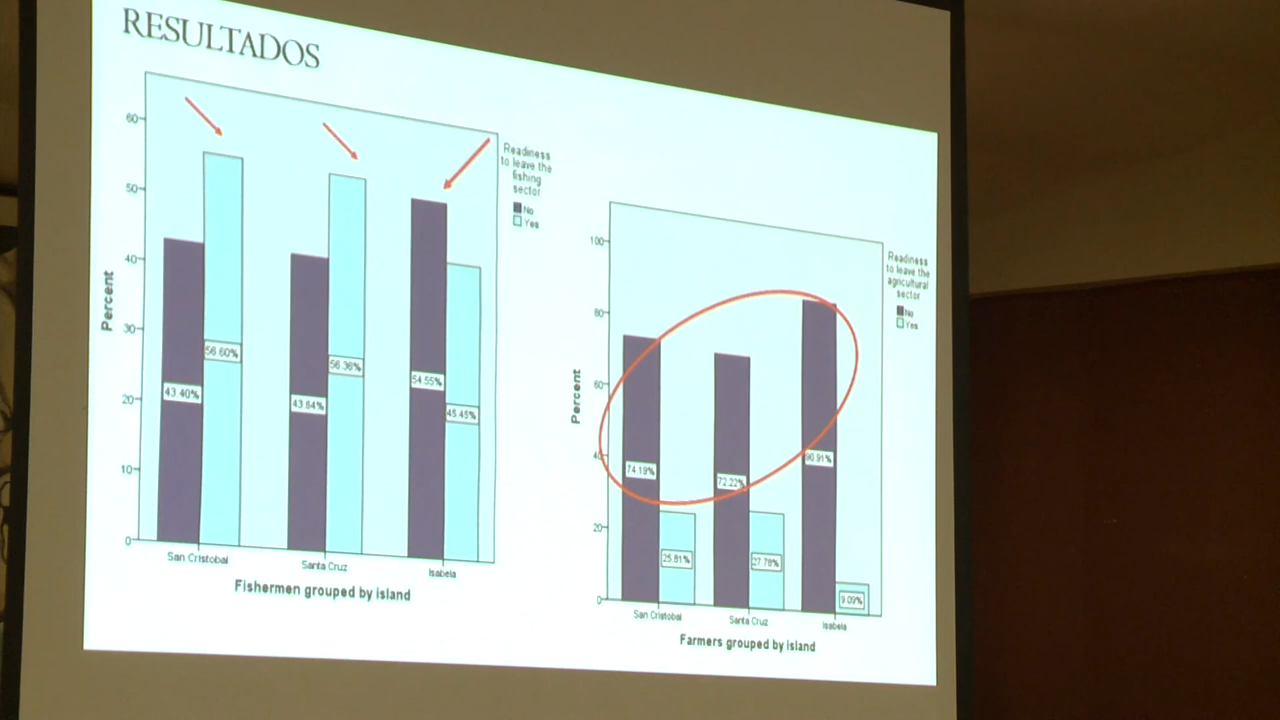 RESULTADOS
60
50
40
30
20
10
0
Percent
43.40%
56.60%
43.64%
56.36%
54.55%
45.45%
San Cristobal
Santa Cruz
Isabela
Fishermen grouped by island
Readiness
to leave the
fishing
sector
No
Yes
100
80
60
40
20
0
Percent
74.19%
25.81%
72.22%
27.78%
90.91%
9.09%
San Cristobal
Santa Cruz
Isabela
Farmers grouped by island
Readiness
to leave the
agricultural
sector
No
Yes